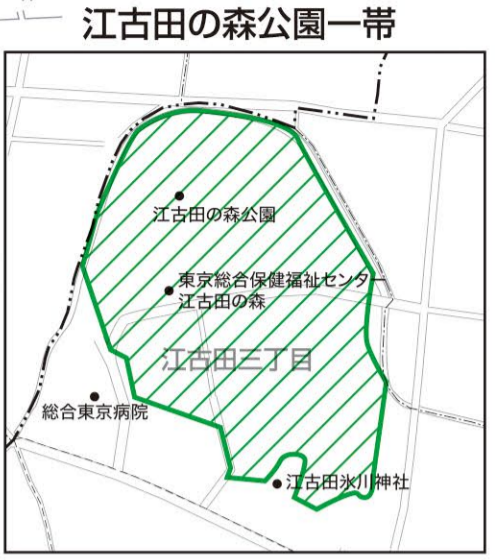 江古田の森公園一帯
江古田の森公園
東京総合保健福祉センター
江古田の森
江古田三丁目
総合東京病院
江古田氷川神社